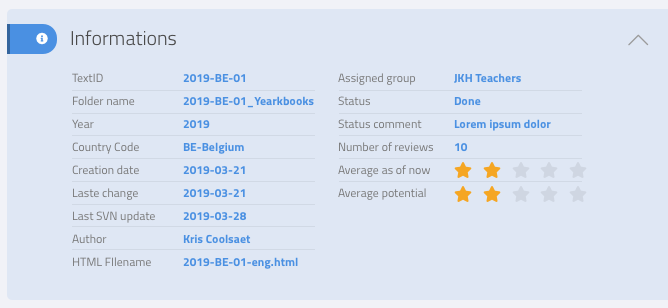 Informations
TextID 2019-BE-01
Folder name 2019-BE-01_Yearkbooks
Year 2019
Country Code BE-Belgium
Creation date 2019-03-21
Laste change 2019-03-21
Last SVN update 2019-03-28
Author Kris Coolsaet
HTML FIlename 2019-BE-01-eng.html
Assigned group JKH Teachers
Status Done
Status comment Lorem ipsum dolor
Number of reviews 10
Average as of now
Average potential